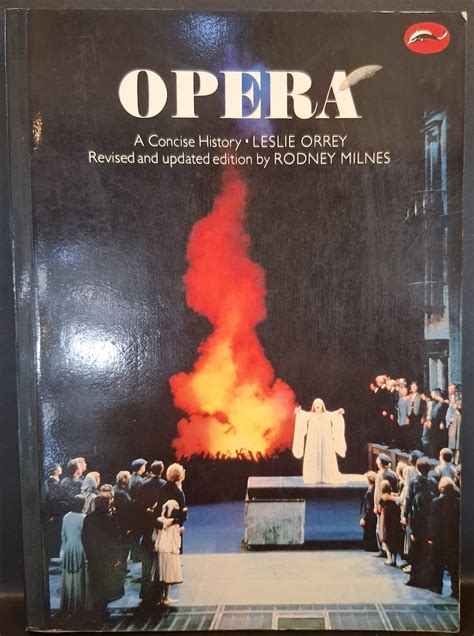 OPERA
A Concise History • LESLIE ORREY
Revised and updated edition by RODNEY MILNES